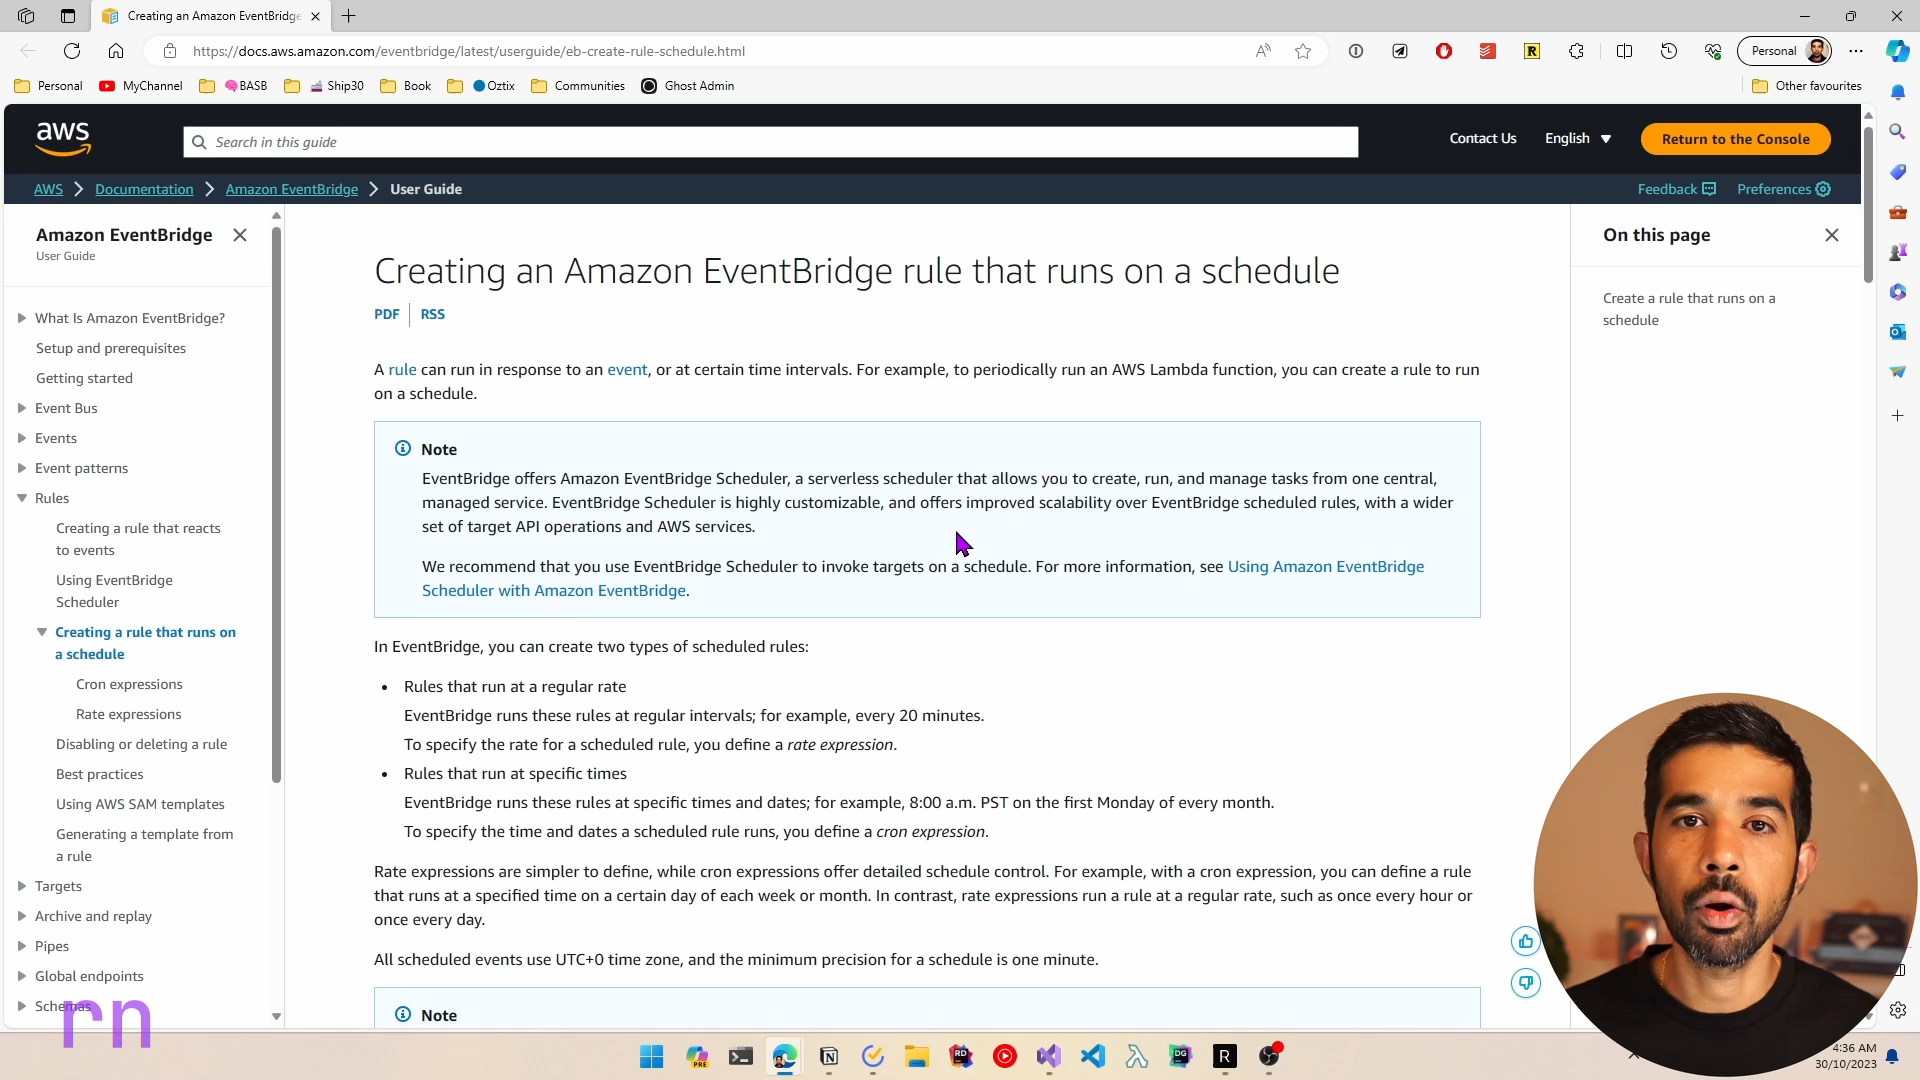 Creating an Amazon EventBridge
https://docs.aws.amazon.com/eventbridge/latest/userguide/eb-create-rule-schedule.html
Personal
Personal
MyChannel
BASB
Ship30
Book
Oztix
Communities
Ghost Admin
Other favourites
aws
Search in this guide
Contact Us
English
Return to the Console
AWS
Documentation
Amazon EventBridge
User Guide
Feedback
Preferences
Amazon EventBridge
User Guide
What Is Amazon EventBridge?
Setup and prerequisites
Getting started
Event Bus
Events
Event patterns
Rules
Creating a rule that reacts
to events
Using EventBridge
Scheduler
Creating a rule that runs on
a schedule
Cron expressions
Rate expressions
Disabling or deleting a rule
Best practices
Using AWS SAM templates
Generating a template from
a rule
Targets
Archive and replay
Pipes
Global endpoints
Schemas
rn
Creating an Amazon EventBridge rule that runs on a schedule
PDF
RSS
A rule can run in response to an event, or at certain time intervals. For example, to periodically run an AWS Lambda function, you can create a rule to run
on a schedule.
Note
EventBridge offers Amazon EventBridge Scheduler, a serverless scheduler that allows you to create, run, and manage tasks from one central,
managed service. EventBridge Scheduler is highly customizable, and offers improved scalability over EventBridge scheduled rules, with a wider
set of target API operations and AWS services.
We recommend that you use EventBridge Scheduler to invoke targets on a schedule. For more information, see Using Amazon EventBridge
Scheduler with Amazon EventBridge.
In EventBridge, you can create two types of scheduled rules:
• Rules that run at a regular rate
EventBridge runs these rules at regular intervals; for example, every 20 minutes.
To specify the rate for a scheduled rule, you define a rate expression.
• Rules that run at specific times
EventBridge runs these rules at specific times and dates; for example, 8:00 a.m. PST on the first Monday of every month.
To specify the time and dates a scheduled rule runs, you define a cron expression.
Rate expressions are simpler to define, while cron expressions offer detailed schedule control. For example, with a cron expression, you can define a rule
that runs at a specified time on a certain day of each week or month. In contrast, rate expressions run a rule at a regular rate, such as once every hour or
once every day.
All scheduled events use UTC+0 time zone, and the minimum precision for a schedule is one minute.
Note
On this page
Create a rule that runs on a
schedule
PRE
RD
DG
R
4:36 AM
30/10/2023